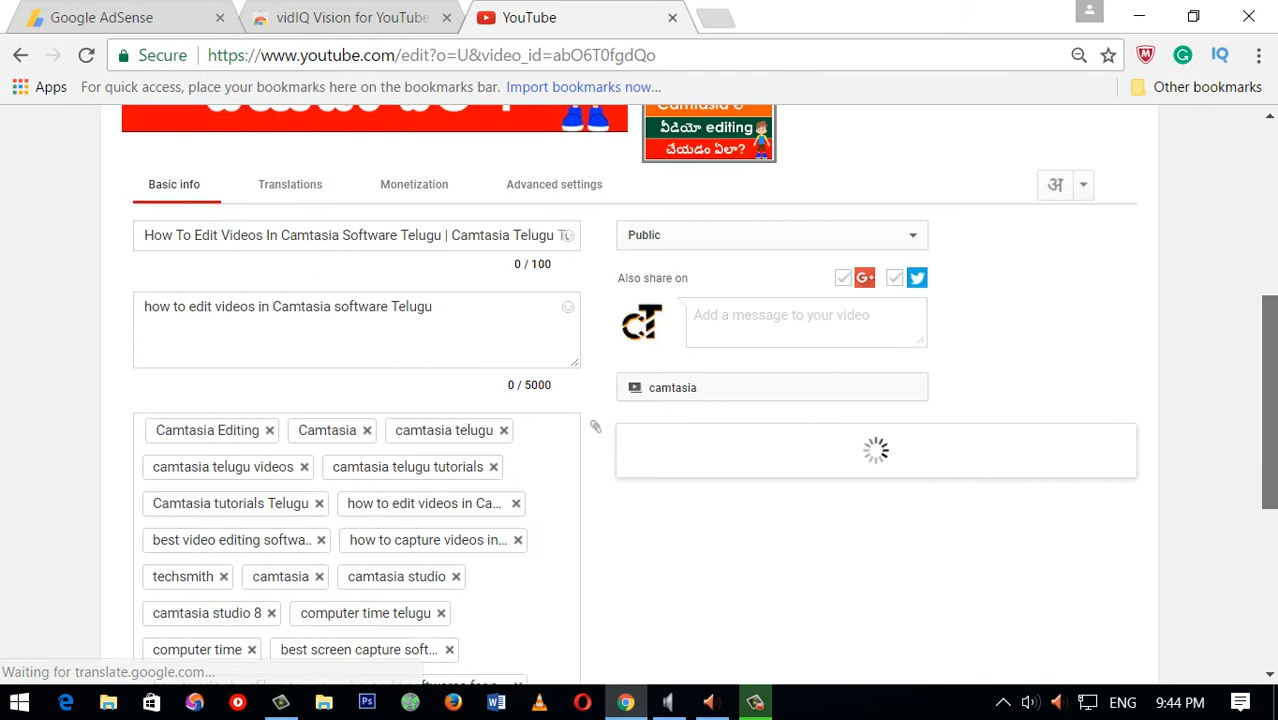 Google AdSense × vidIQ Vision for YouTube × YouTube ×
Secure https://www.youtube.com/edit?o=U&video_id=abO6T0fgdQo IQ
Apps For quick access, place your bookmarks here on the bookmarks bar. Import bookmarks now... Other bookmarks
వీడియో editing
చేయడం ఏలా?
Basic info Translations Monetization Advanced settings अ
How To Edit Videos In Camtasia Software Telugu | Camtasia Telugu
0 / 100
Public
Also share on G+
how to edit videos in Camtasia software Telugu
CT Add a message to your video
0 / 5000
camtasia
Camtasia Editing × Camtasia × camtasia telugu ×
camtasia telugu videos × camtasia telugu tutorials ×
Camtasia tutorials Telugu × how to edit videos in Ca... ×
best video editing softwa.. × how to capture videos in... ×
techsmith × camtasia × camtasia studio ×
camtasia studio 8 × computer time telugu ×
computer time × best screen capture soft... ×
Waiting for translate.google.com...
ENG 9:44 PM